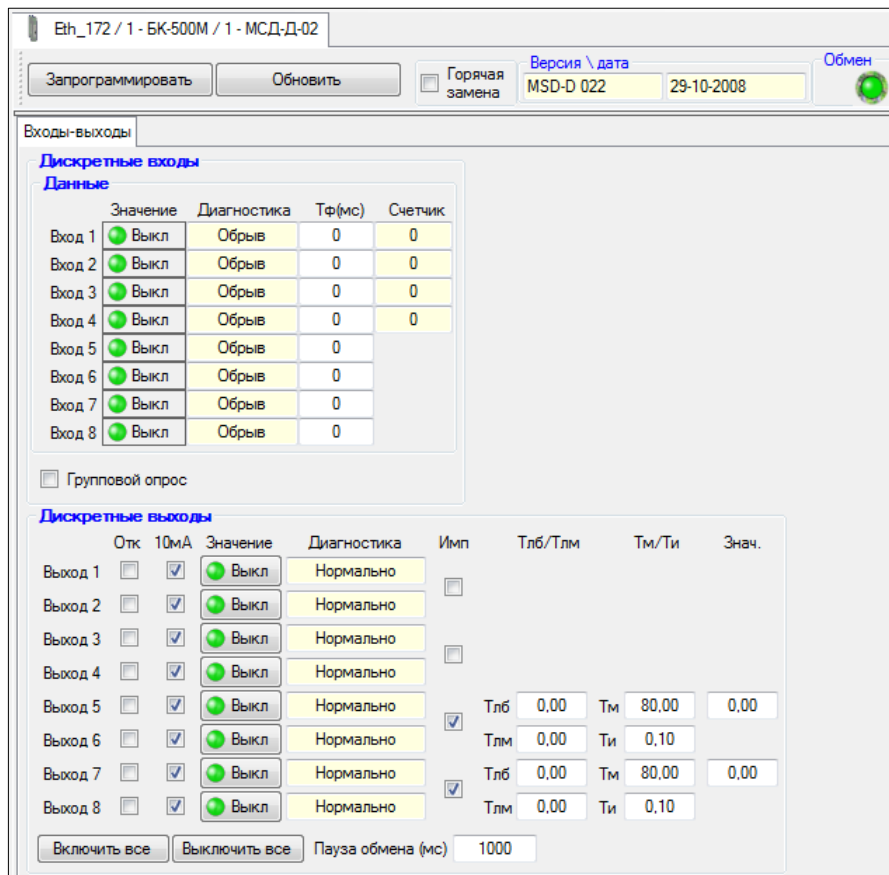 Eth_172 / 1 - БК-500М / 1 - МСД-Д-02
Запрограммировать Обновить Горячая замена Версия \ дата Обмен
MSD-D 022 29-10-2008
Входы-выходы
Дискретные входы
Данные
Значение Диагностика Тф(мс) Счетчик
Вход 1 Выкл Обрыв 0 0
Вход 2 Выкл Обрыв 0 0
Вход 3 Выкл Обрыв 0 0
Вход 4 Выкл Обрыв 0 0
Вход 5 Выкл Обрыв 0
Вход 6 Выкл Обрыв 0
Вход 7 Выкл Обрыв 0
Вход 8 Выкл Обрыв 0
Групповой опрос
Дискретные выходы
Отк 10мА Значение Диагностика Имп Тлб/Тлм Тм/Ти Знач.
Выход 1 Выкл Нормально
Выход 2 Выкл Нормально
Выход 3 Выкл Нормально
Выход 4 Выкл Нормально
Выход 5 Выкл Нормально Тлб 0,00 Тм 80,00 0,00
Выход 6 Выкл Нормально Тлм 0,00 Ти 0,10
Выход 7 Выкл Нормально Тлб 0,00 Тм 80,00 0,00
Выход 8 Выкл Нормально Тлм 0,00 Ти 0,10
Включить все Выключить все Пауза обмена (мс) 1000